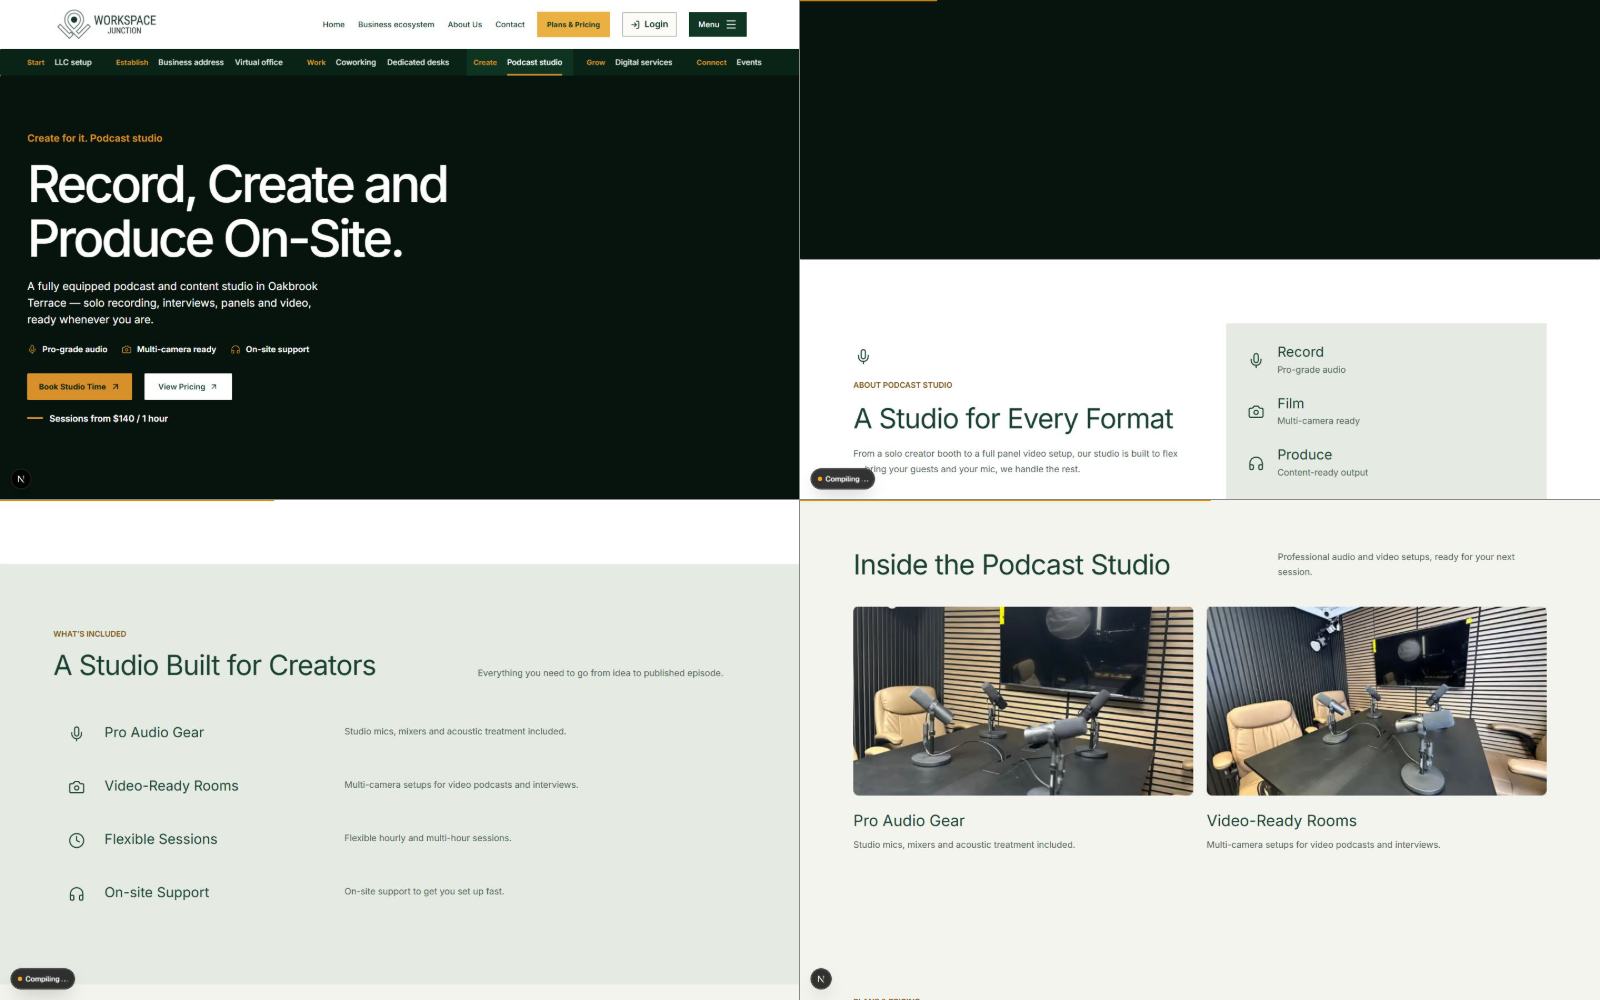 WORKSPACE
JUNCTION
Home Business ecosystem About Us Contact Plans & Pricing Login Menu
Start LLC setup Establish Business address Virtual office Work Coworking Dedicated desks Create Podcast studio Grow Digital services Connect Events
Create for it. Podcast studio
Record, Create and
Produce On-Site.
A fully equipped podcast and content studio in Oakbrook
Terrace — solo recording, interviews, panels and video,
ready whenever you are.
Pro-grade audio Multi-camera ready On-site support
Book Studio Time View Pricing
Sessions from $140 / 1 hour
N
ABOUT PODCAST STUDIO
A Studio for Every Format
From a solo creator booth to a full panel video setup, our studio is built to flex
bring your guests and your mic, we handle the rest.
Compiling ...
Record
Pro-grade audio
Film
Multi-camera ready
Produce
Content-ready output
WHAT'S INCLUDED
A Studio Built for Creators
Everything you need to go from idea to published episode.
Pro Audio Gear Studio mics, mixers and acoustic treatment included.
Video-Ready Rooms Multi-camera setups for video podcasts and interviews.
Flexible Sessions Flexible hourly and multi-hour sessions.
On-site Support On-site support to get you set up fast.
Compiling ...
Inside the Podcast Studio
Professional audio and video setups, ready for your next
session.
Pro Audio Gear
Studio mics, mixers and acoustic treatment included.
Video-Ready Rooms
Multi-camera setups for video podcasts and interviews.
N